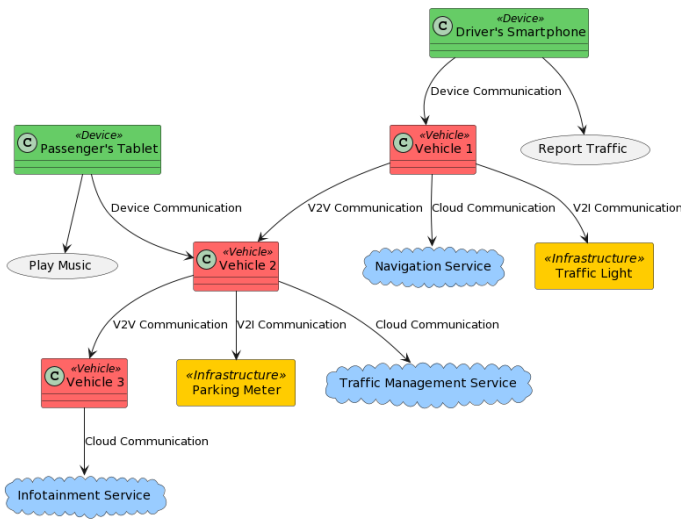 «Device»
C Driver's Smartphone
Device Communication
«Device»
C Passenger's Tablet
«Vehicle»
C Vehicle 1
Report Traffic
Device Communication
V2V Communication
Cloud Communication
V2I Communication
Play Music
«Vehicle»
C Vehicle 2
Navigation Service
«Infrastructure»
Traffic Light
V2V Communication
V2I Communication
Cloud Communication
«Vehicle»
C Vehicle 3
«Infrastructure»
Parking Meter
Traffic Management Service
Cloud Communication
Infotainment Service